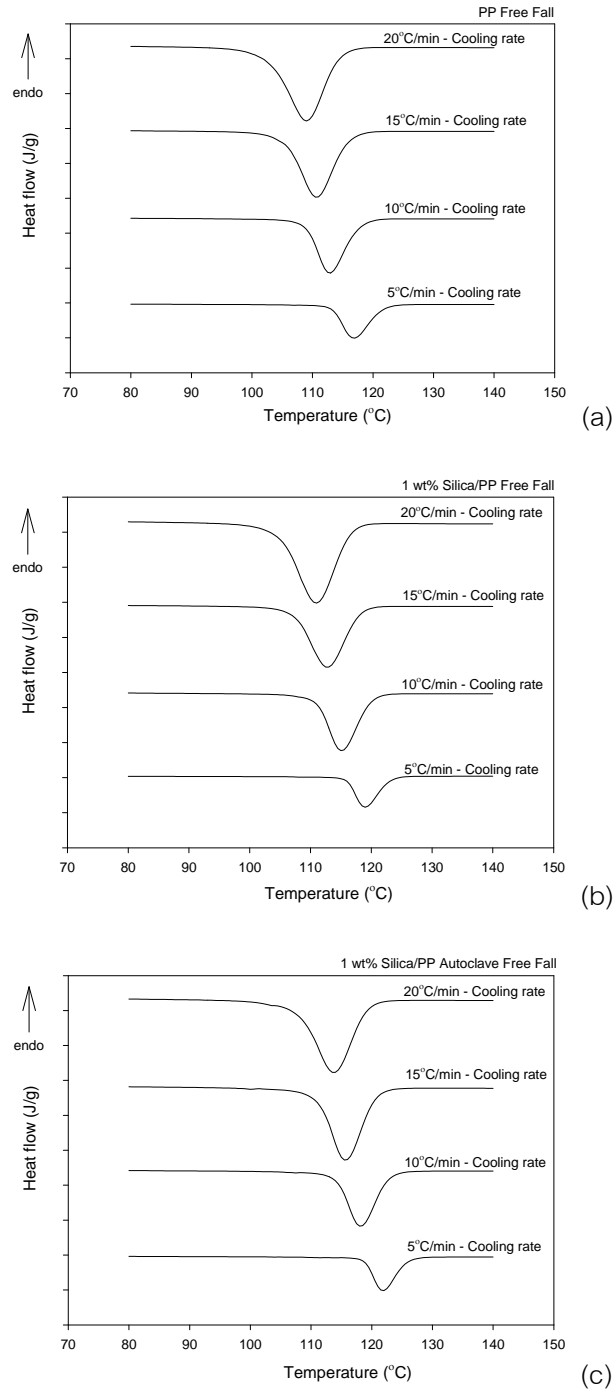 PP Free Fall
20°C/min - Cooling rate
endo
15°C/min - Cooling rate
Heat flow (J/g)
10°C/min - Cooling rate
5°C/min - Cooling rate
70 80 90 100 110 120 130 140 150
Temperature (°C)
(a)
1 wt% Silica/PP Free Fall
20°C/min - Cooling rate
endo
15°C/min - Cooling rate
Heat flow (J/g)
10°C/min - Cooling rate
5°C/min - Cooling rate
70 80 90 100 110 120 130 140 150
Temperature (°C)
(b)
1 wt% Silica/PP Autoclave Free Fall
20°C/min - Cooling rate
endo
15°C/min - Cooling rate
Heat flow (J/g)
10°C/min - Cooling rate
5°C/min - Cooling rate
70 80 90 100 110 120 130 140 150
Temperature (°C)
(c)